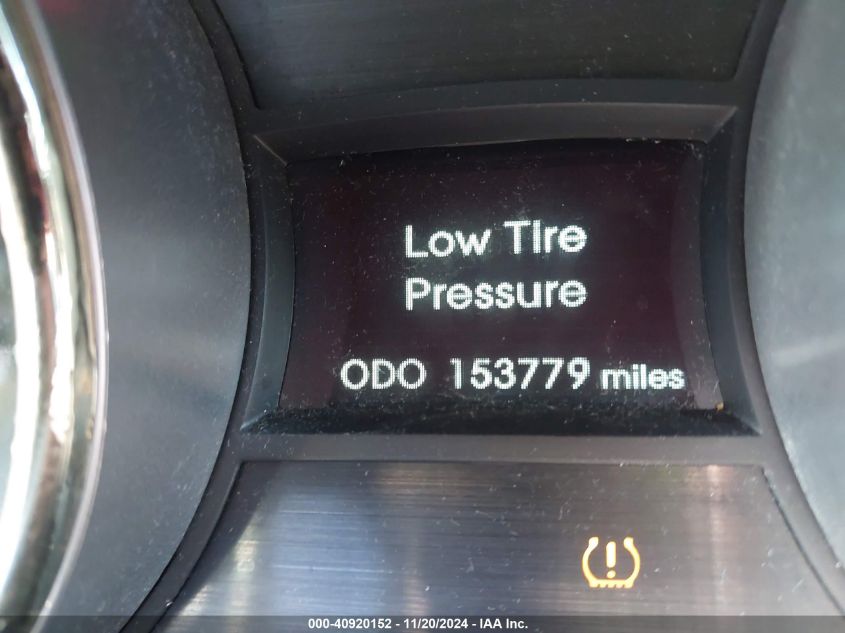 Low Tire
Pressure
ODO 153779 miles
000-40920152 - 11/20/2024 - IAA Inc.